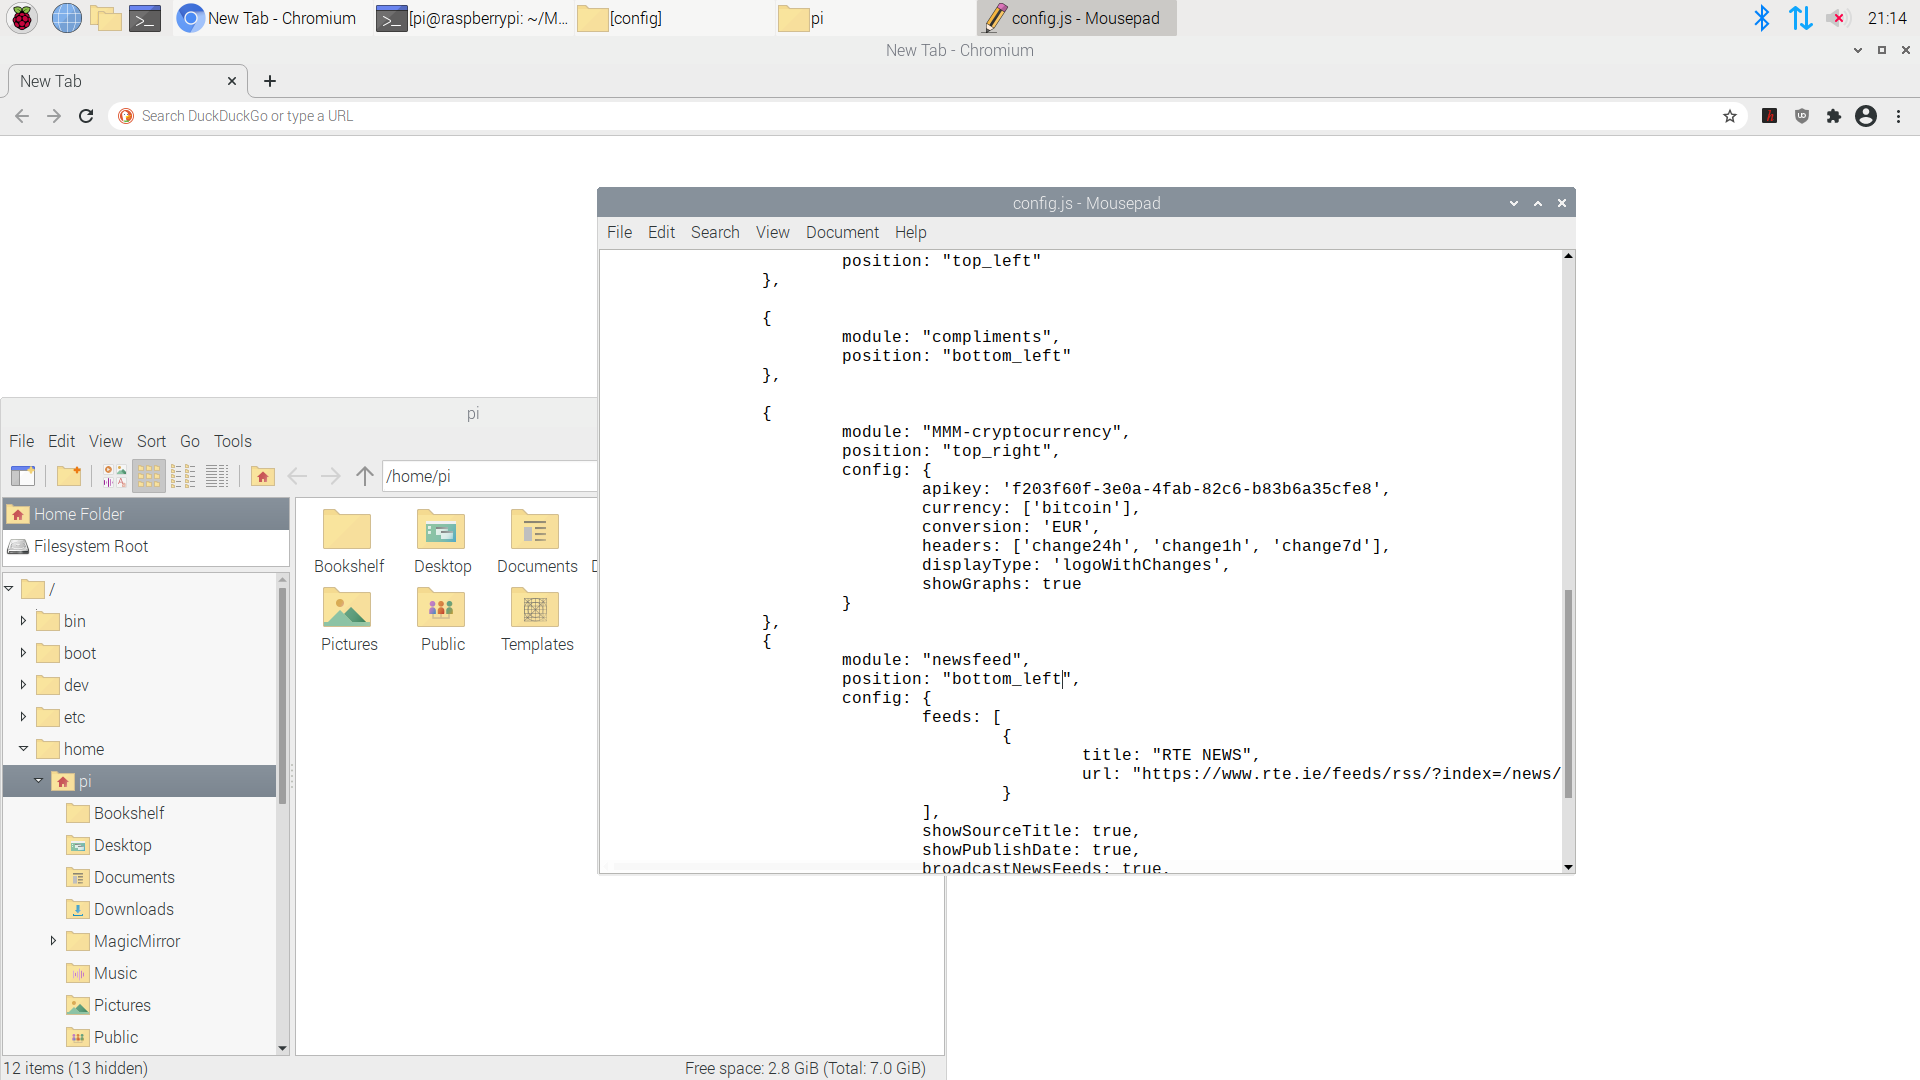 New Tab - Chromium
[pi@raspberrypi: ~/M...
[config]
pi
config.js - Mousepad
21:14
New Tab - Chromium
New Tab
Search DuckDuckGo or type a URL
config.js - Mousepad
File Edit Search View Document Help
position: "top_left"
},
{
module: "compliments",
position: "bottom_left"
},
{
module: "MMM-cryptocurrency",
position: "top_right",
config: {
apikey: 'f203f60f-3e0a-4fab-82c6-b83b6a35cfe8',
currency: ['bitcoin'],
conversion: 'EUR',
headers: ['change24h', 'change1h', 'change7d'],
displayType: 'logoWithChanges',
showGraphs: true
}
},
{
module: "newsfeed",
position: "bottom_left",
config: {
feeds: [
{
title: "RTE NEWS",
url: "https://www.rte.ie/feeds/rss/?index=/news/
}
],
showSourceTitle: true,
showPublishDate: true,
broadcastNewsFeeds: true,
pi
File Edit View Sort Go Tools
/home/pi
Home Folder
Filesystem Root
/
bin
boot
dev
etc
home
pi
Bookshelf
Desktop
Documents
Downloads
MagicMirror
Music
Pictures
Public
Bookshelf Desktop Documents
Pictures Public Templates
12 items (13 hidden)
Free space: 2.8 GiB (Total: 7.0 GiB)